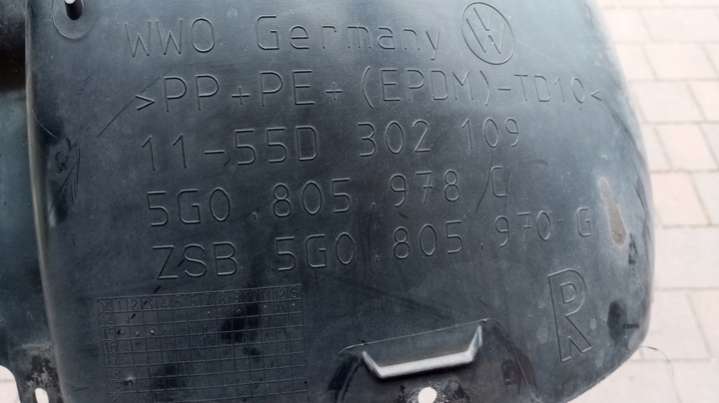 WWO Germany
>PP+PE+(EPDM)-TD10<
11-55D 302 109
5G0.805.978 C
ZSB 5G0.805.970 G